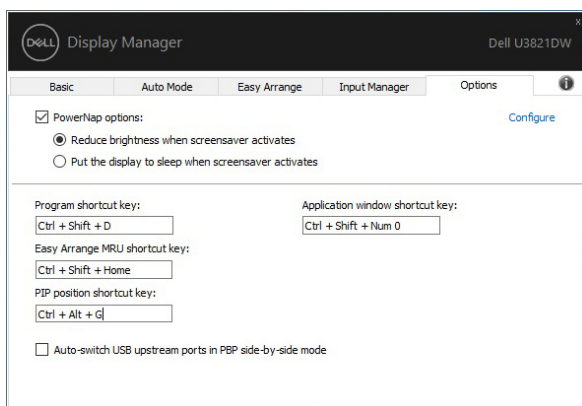 x
DELL Display Manager Dell U3821DW
Basic Auto Mode Easy Arrange Input Manager Options i
PowerNap options: Configure
Reduce brightness when screensaver activates
Put the display to sleep when screensaver activates
Program shortcut key: Application window shortcut key:
Ctrl + Shift + D Ctrl + Shift + Num 0
Easy Arrange MRU shortcut key:
Ctrl + Shift + Home
PIP position shortcut key:
Ctrl + Alt + G
Auto-switch USB upstream ports in PBP side-by-side mode